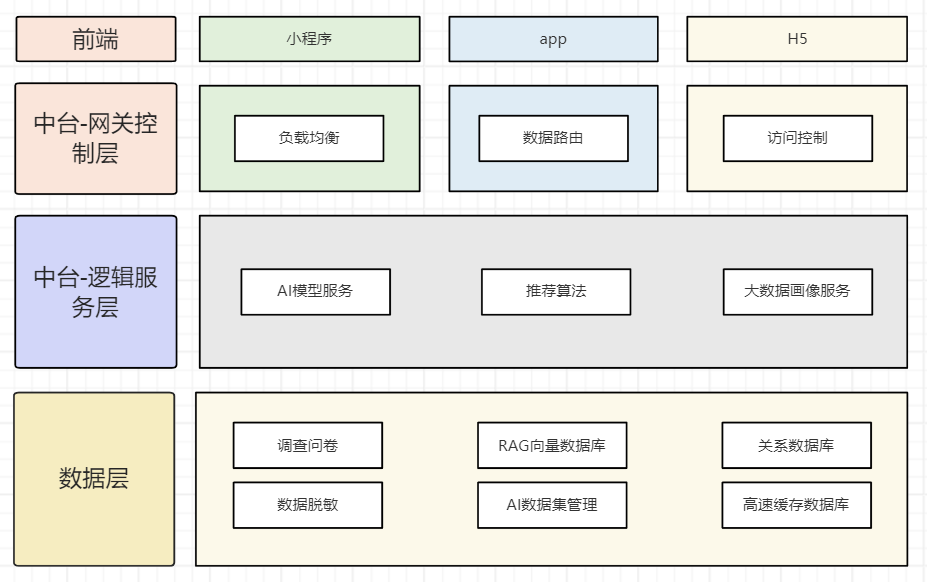 前端
小程序
app
H5
中台-网关控
制层
负载均衡
数据路由
访问控制
中台-逻辑服
务层
AI模型服务
推荐算法
大数据画像服务
数据层
调查问卷
RAG向量数据库
关系数据库
数据脱敏
AI数据集管理
高速缓存数据库